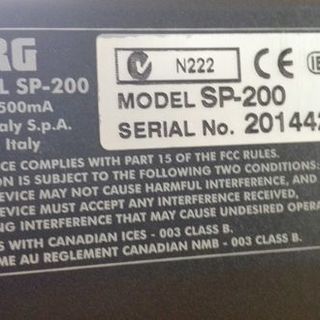 RG
N222
CE
L SP-200
MODEL SP-200
500mA
aly S.p.A.
SERIAL No. 20144
Italy
CE COMPLIES WITH PART 15 OF THE FCC RULES.
ON IS SUBJECT TO THE FOLLOWING TWO CONDITIONS:
DEVICE MAY NOT CAUSE HARMFUL INTERFERENCE, AND
DEVICE MUST ACCEPT ANY INTERFERENCE RECEIVED,
NG INTERFERENCE THAT MAY CAUSE UNDESIRED OPERA
S WITH CANADIAN ICES - 003 CLASS B.
ME AU REGLEMENT CANADIAN NMB - 003 CLASS B.